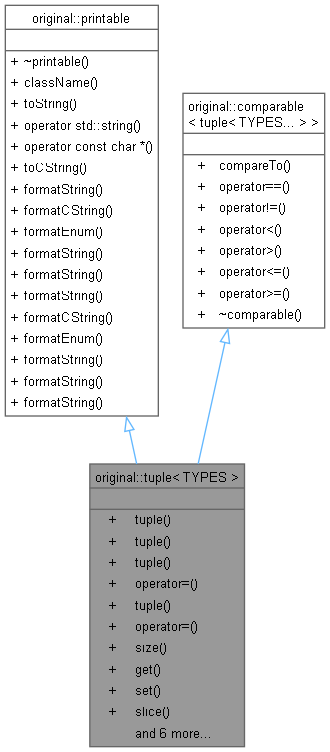 original::printable
+ ~printable()
+ className()
+ toString()
+ operator std::string()
+ operator const char *()
+ toCString()
+ formatString()
+ formatCString()
+ formatEnum()
+ formatString()
+ formatString()
+ formatString()
+ formatCString()
+ formatEnum()
+ formatString()
+ formatString()
+ formatString()
original::comparable
< tuple< TYPES... > >
+ compareTo()
+ operator==()
+ operator!=()
+ operator<()
+ operator>()
+ operator<=()
+ operator>=()
+ ~comparable()
original::tuple< TYPES >
+ tuple()
+ tuple()
+ tuple()
+ operator=()
+ tuple()
+ operator=()
+ size()
+ get()
+ set()
+ slice()
and 6 more...